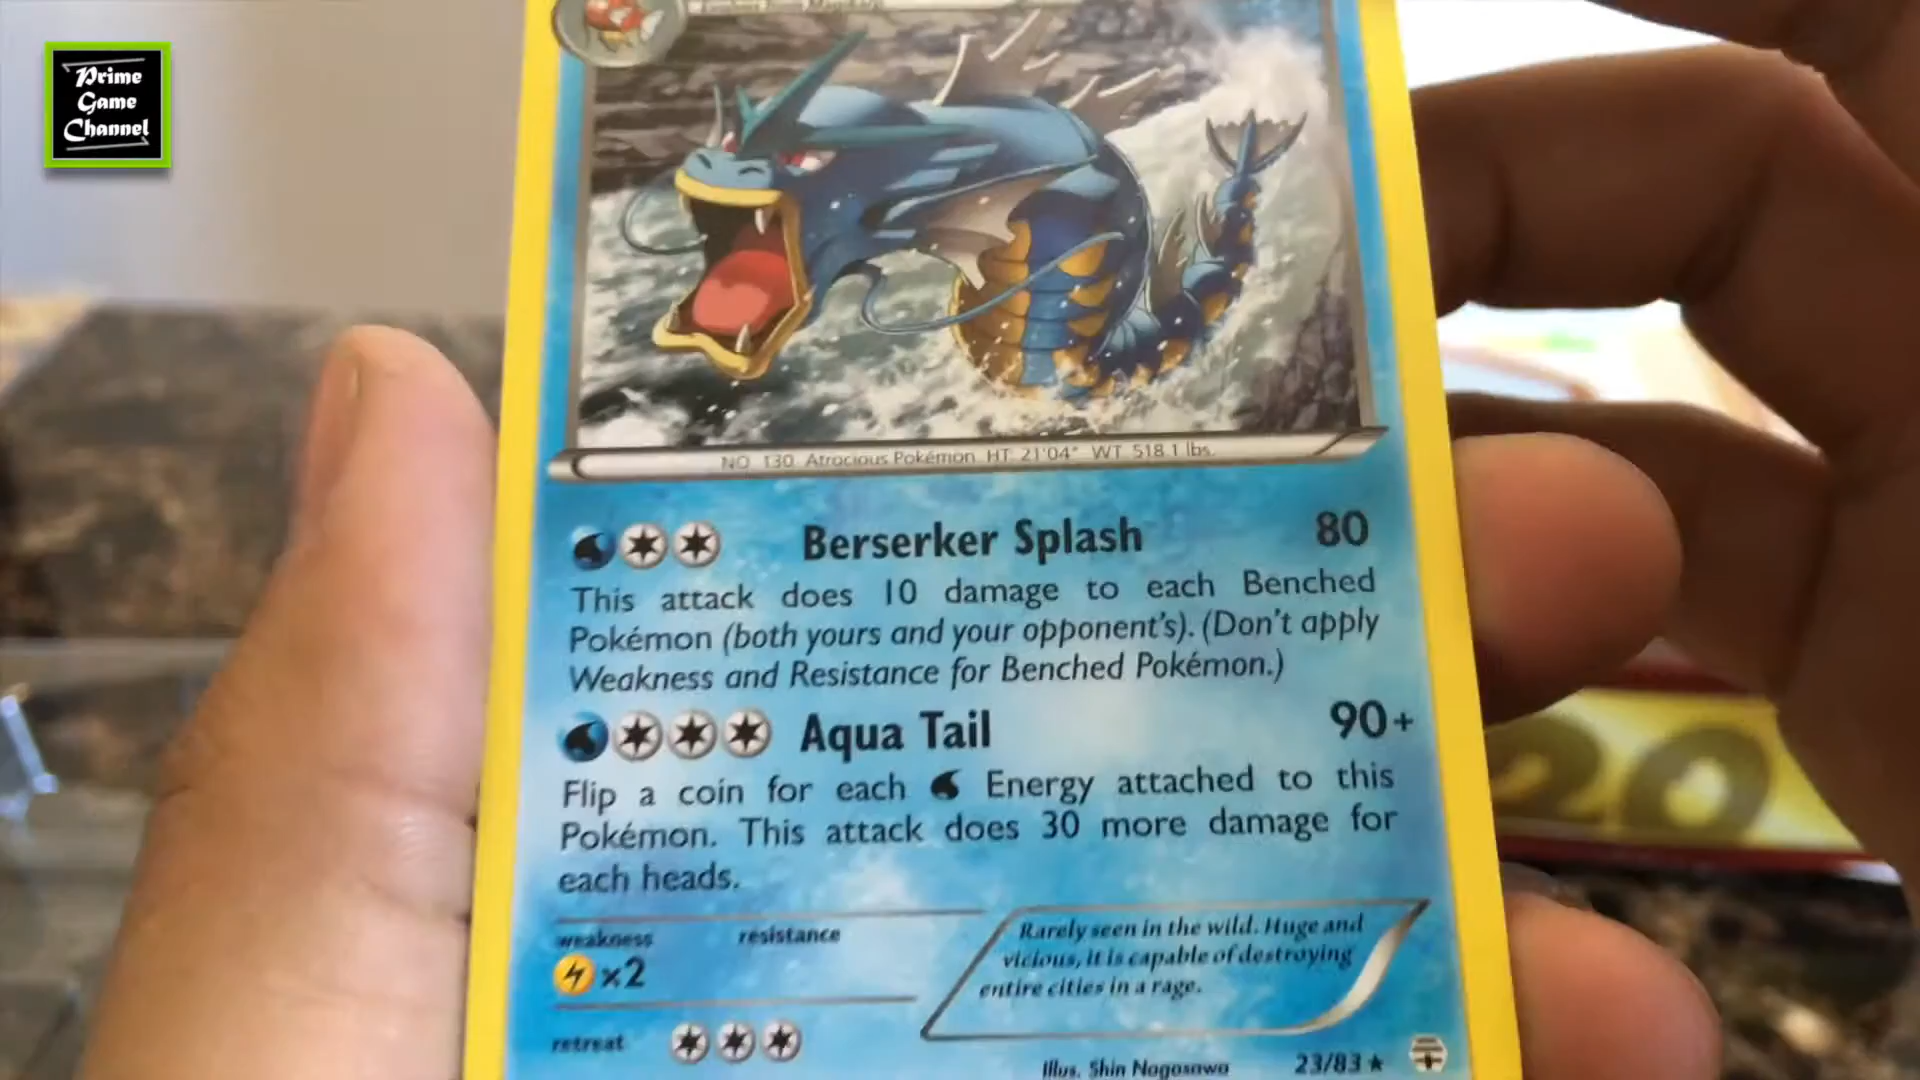 Prime
Game
Channel
NO. 130 Atrocious Pokémon HT 21'04" WT 518.1 lbs.
Berserker Splash 80
This attack does 10 damage to each Benched
Pokémon (both yours and your opponent's). (Don't apply
Weakness and Resistance for Benched Pokémon.)
Aqua Tail 90+
Flip a coin for each Energy attached to this
Pokémon. This attack does 30 more damage for
each heads.
weakness resistance
×2
Rarely seen in the wild. Huge and
vicious, it is capable of destroying
entire cities in a rage.
retreat
Illus. Shin Nagasawa 23/83 ★